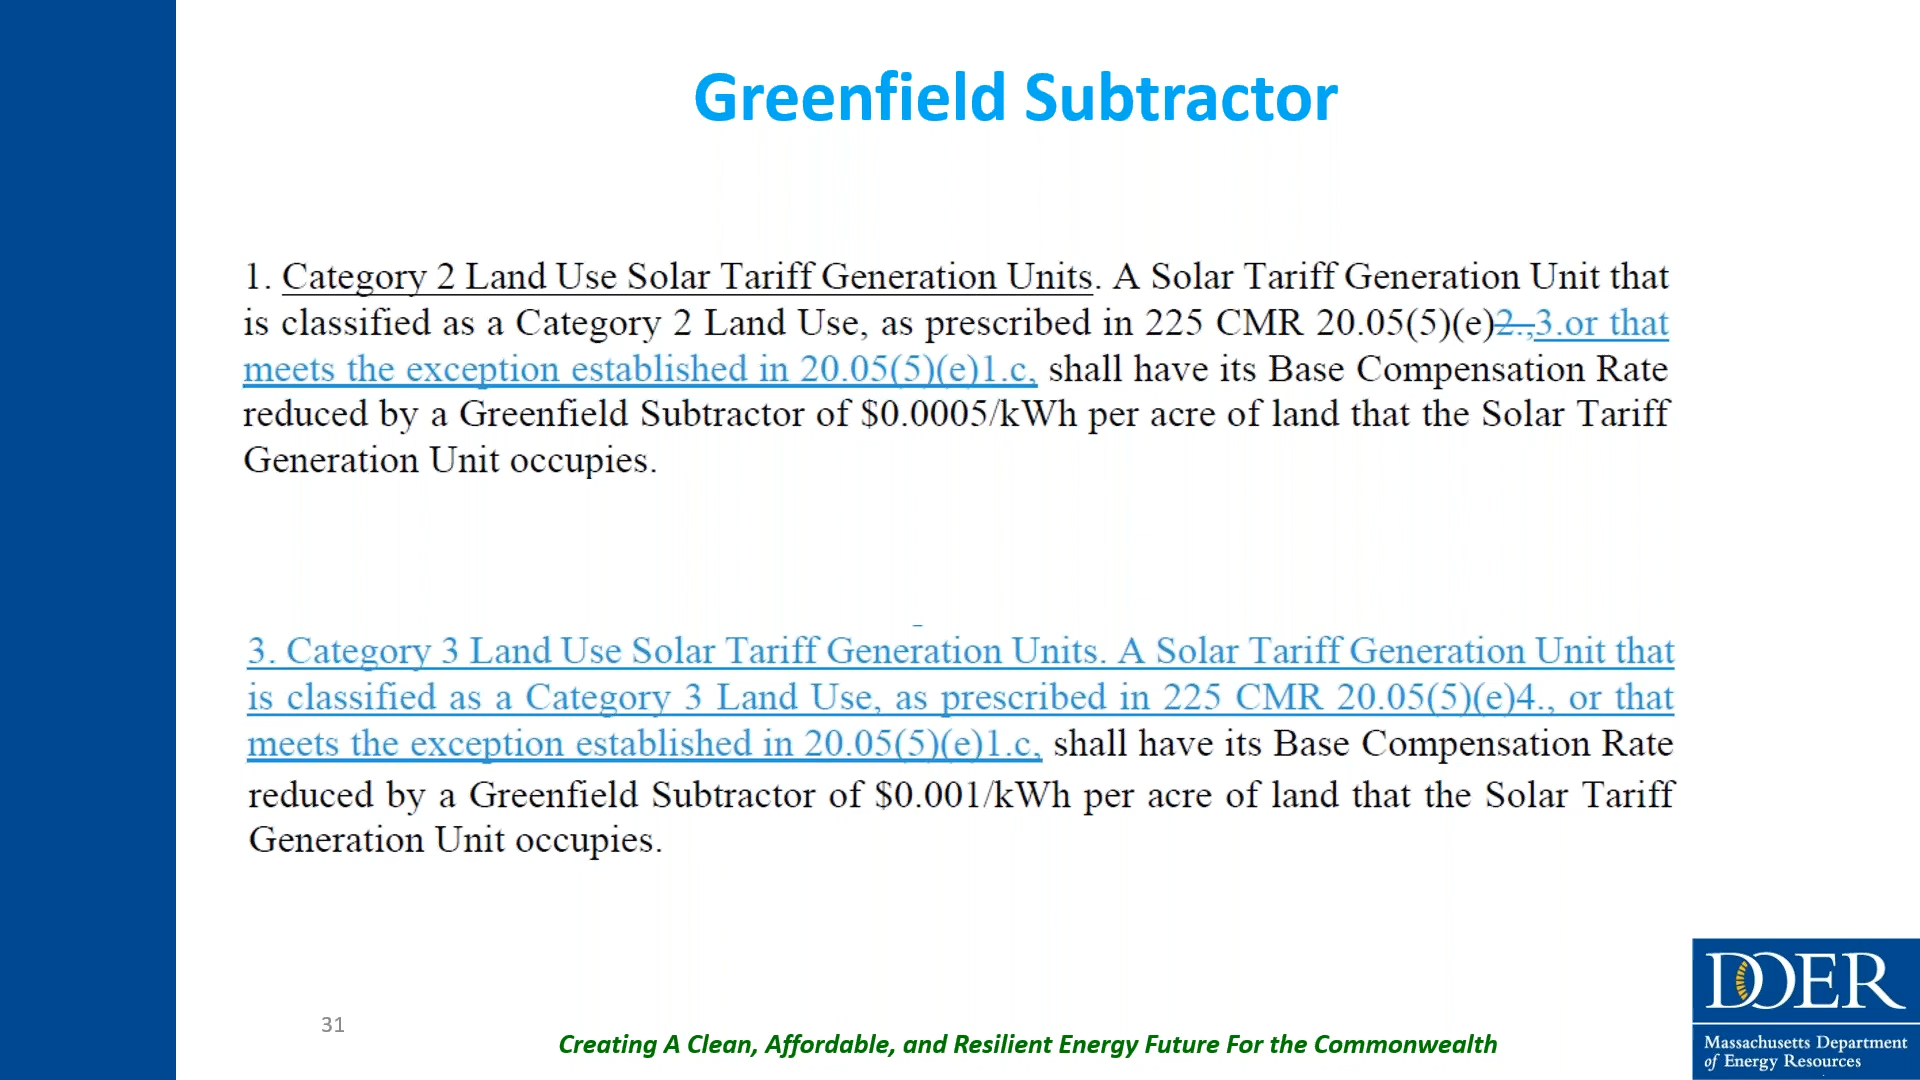 Greenfield Subtractor
1. Category 2 Land Use Solar Tariff Generation Units. A Solar Tariff Generation Unit that
is classified as a Category 2 Land Use, as prescribed in 225 CMR 20.05(5)(e)2.,3.or that
meets the exception established in 20.05(5)(e)1.c, shall have its Base Compensation Rate
reduced by a Greenfield Subtractor of $0.0005/kWh per acre of land that the Solar Tariff
Generation Unit occupies.
3. Category 3 Land Use Solar Tariff Generation Units. A Solar Tariff Generation Unit that
is classified as a Category 3 Land Use, as prescribed in 225 CMR 20.05(5)(e)4., or that
meets the exception established in 20.05(5)(e)1.c, shall have its Base Compensation Rate
reduced by a Greenfield Subtractor of $0.001/kWh per acre of land that the Solar Tariff
Generation Unit occupies.
31
Creating A Clean, Affordable, and Resilient Energy Future For the Commonwealth
DOER
Massachusetts Department
of Energy Resources